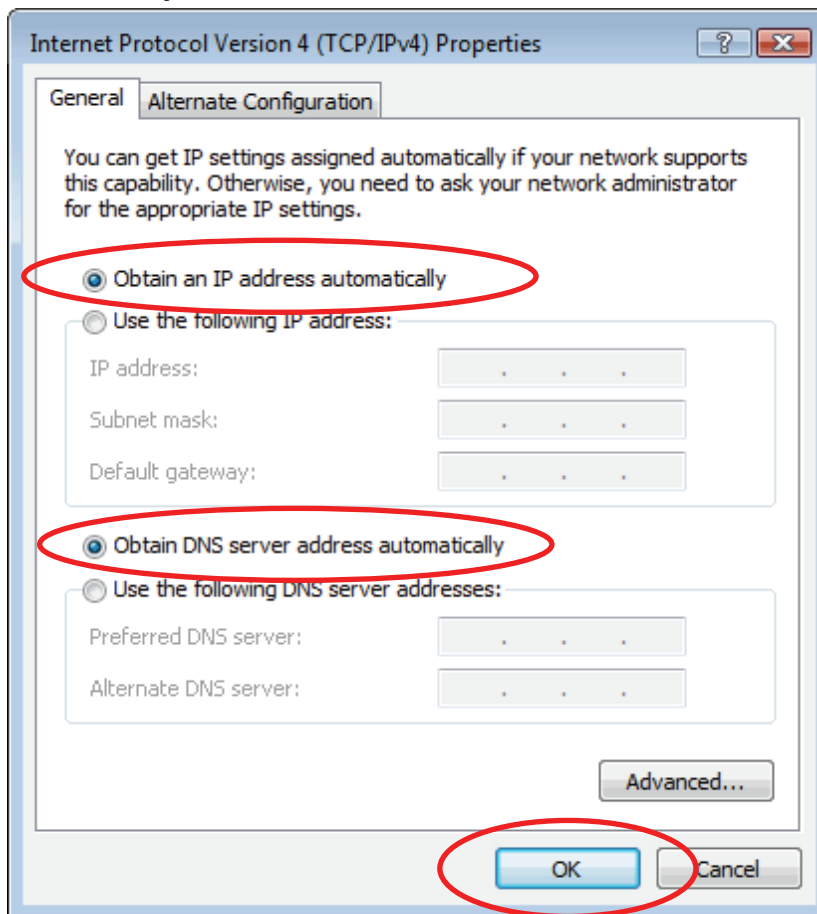 Internet Protocol Version 4 (TCP/IPv4) Properties
General
Alternate Configuration
You can get IP settings assigned automatically if your network supports
this capability. Otherwise, you need to ask your network administrator
for the appropriate IP settings.
Obtain an IP address automatically
Use the following IP address:
IP address:
. . .
Subnet mask:
. . .
Default gateway:
. . .
Obtain DNS server address automatically
Use the following DNS server addresses:
Preferred DNS server:
. . .
Alternate DNS server:
. . .
Advanced...
OK
Cancel